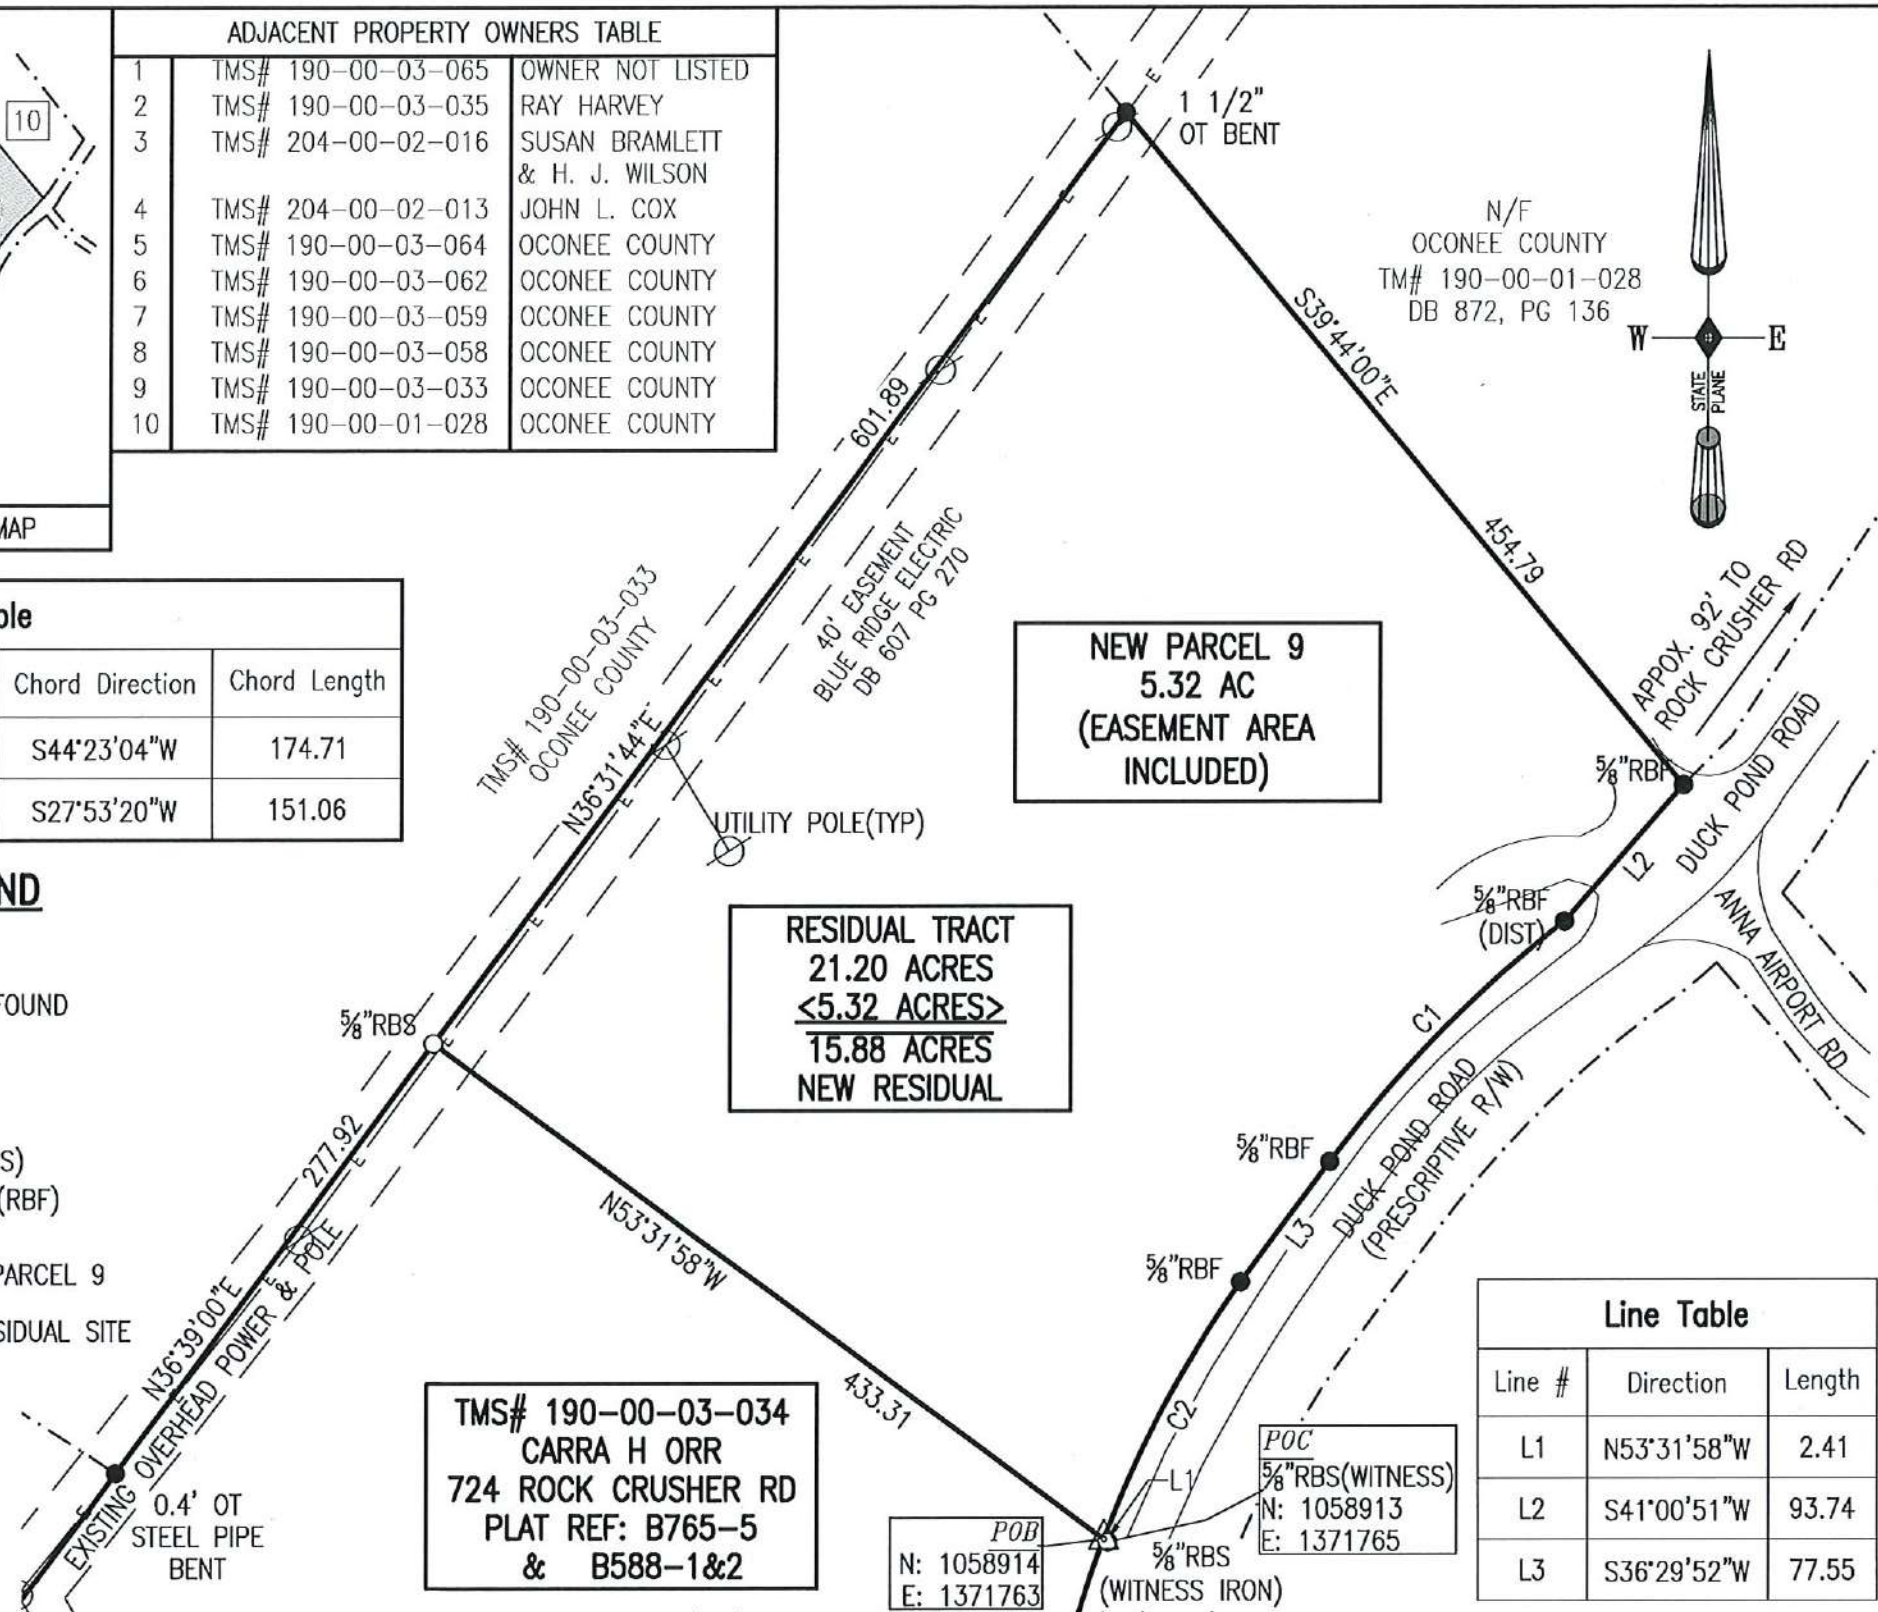 ADJACENT PROPERTY OWNERS TABLE
1 TMS# 190-00-03-065 OWNER NOT LISTED
2 TMS# 190-00-03-035 RAY HARVEY
3 TMS# 204-00-02-016 SUSAN BRAMLETT
& H. J. WILSON
4 TMS# 204-00-02-013 JOHN L. COX
5 TMS# 190-00-03-064 OCONEE COUNTY
6 TMS# 190-00-03-062 OCONEE COUNTY
7 TMS# 190-00-03-059 OCONEE COUNTY
8 TMS# 190-00-03-058 OCONEE COUNTY
9 TMS# 190-00-03-033 OCONEE COUNTY
10 TMS# 190-00-01-028 OCONEE COUNTY
10
MAP
1 1/2"
OT BENT
N/F
OCONEE COUNTY
TM# 190-00-01-028
DB 872, PG 136
W E
STATE
PLANE
S39°44'00"E
454.79
601.89
N36°31'44"E
TMS# 190-00-03-033
OCONEE COUNTY
40' EASEMENT
BLUE RIDGE ELECTRIC
DB 607 PG 270
ble
Chord Direction Chord Length
S44°23'04"W 174.71
S27°53'20"W 151.06
ND
FOUND
S)
(RBF)
PARCEL 9
SIDUAL SITE
NEW PARCEL 9
5.32 AC
(EASEMENT AREA
INCLUDED)
APPOX. 92' TO
ROCK CRUSHER RD
5/8"RBF
UTILITY POLE(TYP)
L2
DUCK POND ROAD
5/8"RBF
(DIST)
ANNA AIRPORT RD
RESIDUAL TRACT
21.20 ACRES
<5.32 ACRES>
15.88 ACRES
NEW RESIDUAL
5/8"RBS
277.92
N36°39'00"E
EXISTING OVERHEAD POWER & POLE
N53°31'58"W
433.31
C1
5/8"RBF
DUCK POND ROAD
(PRESCRIPTIVE R/W)
L3
5/8"RBF
C2
L1
0.4' OT
STEEL PIPE
BENT
TMS# 190-00-03-034
CARRA H ORR
724 ROCK CRUSHER RD
PLAT REF: B765-5
& B588-1&2
POB
N: 1058914
E: 1371763
POC
5/8"RBS(WITNESS)
N: 1058913
E: 1371765
5/8"RBS
(WITNESS IRON)
Line Table
Line # Direction Length
L1 N53°31'58"W 2.41
L2 S41°00'51"W 93.74
L3 S36°29'52"W 77.55
E
E
E
E
E
E
E
E
E
E
E
E